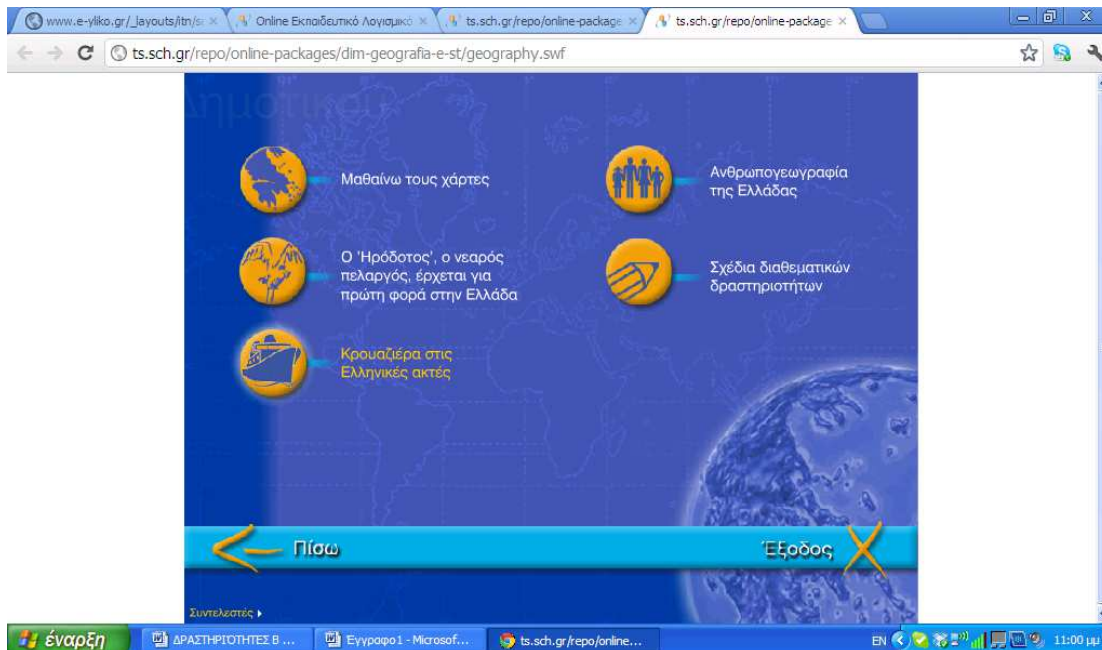 www.e-yliko.gr/_layouts/itn/s
Online Εκπαιδευτικό Λογισμικό
ts.sch.gr/repo/online-package
ts.sch.gr/repo/online-package
ts.sch.gr/repo/online-packages/dim-geografia-e-st/geography.swf
Δημοτικού
Μαθαίνω τους χάρτες
Ανθρωπογεωγραφία
της Ελλάδας
Ο 'Ηρόδοτος', ο νεαρός
πελαργός, έρχεται για
πρώτη φορά στην Ελλάδα
Σχέδια διαθεματικών
δραστηριοτήτων
Κρουαζιέρα στις
Ελληνικές ακτές
Πίσω
Έξοδος
Συντελεστές
έναρξη
ΔΡΑΣΤΗΡΙΌΤΗΤΕΣ Β ...
Έγγραφο1 - Microsof...
ts.sch.gr/repo/online...
EN
11:00 μμ